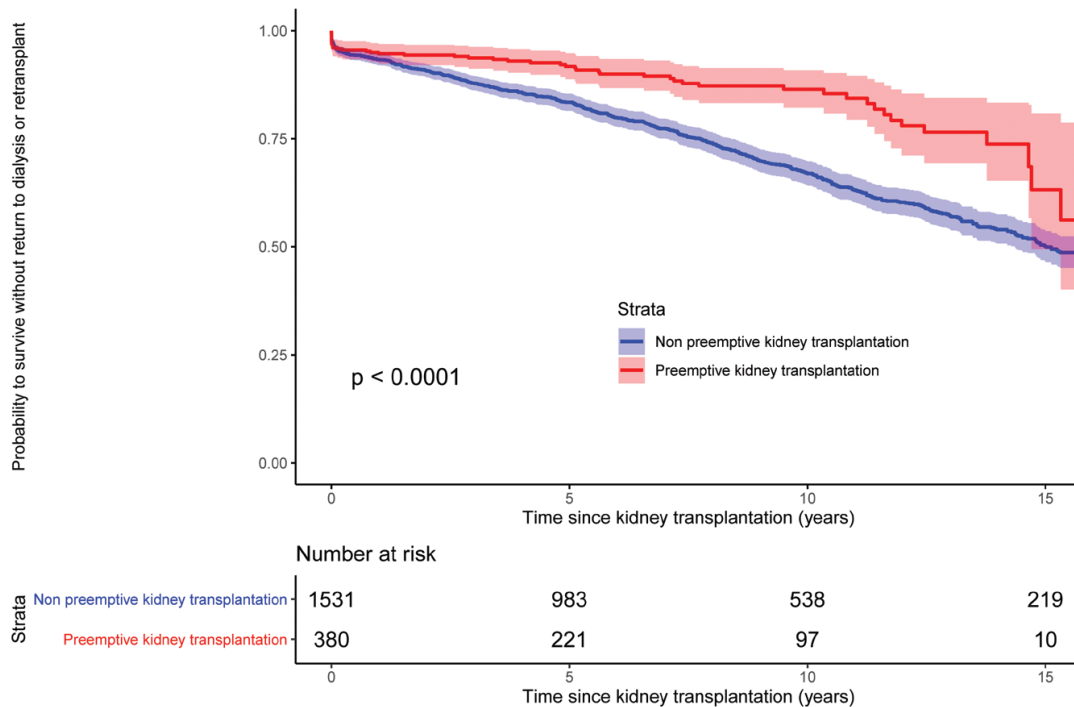 Probability to survive without return to dialysis or retransplant
1.00
0.75
0.50
0.25
0.00
p < 0.0001
Strata
Non preemptive kidney transplantation
Preemptive kidney transplantation
0 5 10 15
Time since kidney transplantation (years)
Number at risk
Strata
Non preemptive kidney transplantation 1531 983 538 219
Preemptive kidney transplantation 380 221 97 10
0 5 10 15
Time since kidney transplantation (years)